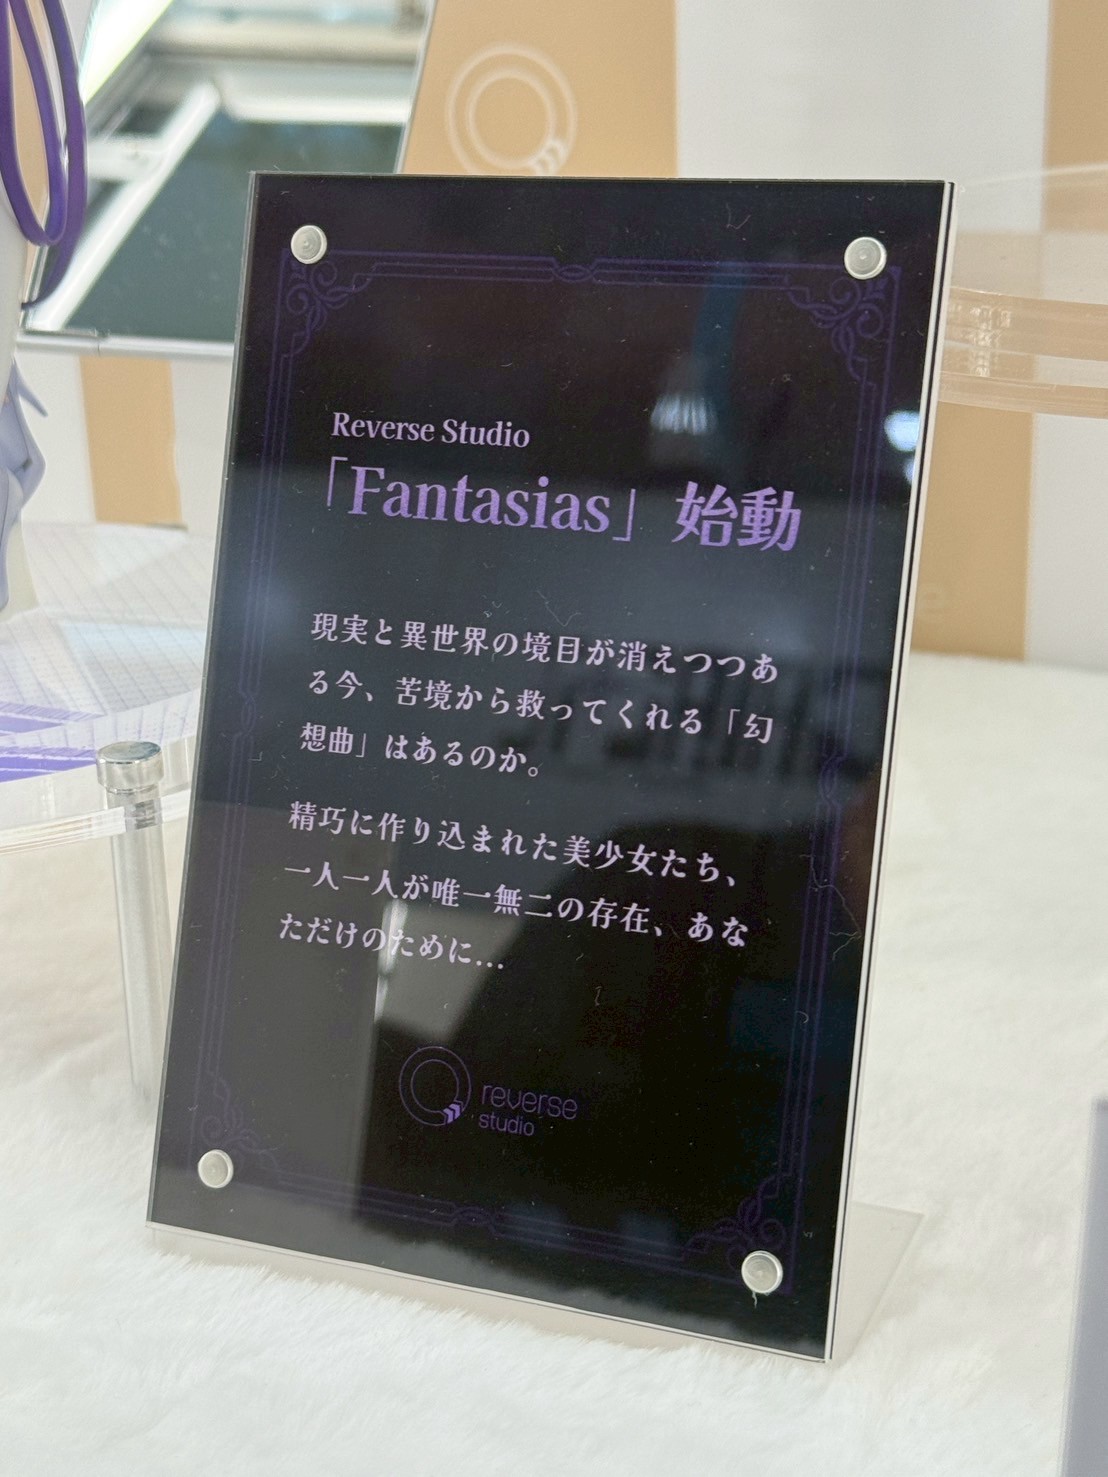 Reverse Studio
「Fantasias」 始動
現実と異世界の境目が消えつつあ
る今、苦境から救ってくれる「幻
想曲」はあるのか。
精巧に作り込まれた美少女たち、
一人一人が唯一無二の存在、あな
ただけのために…
reverse
studio